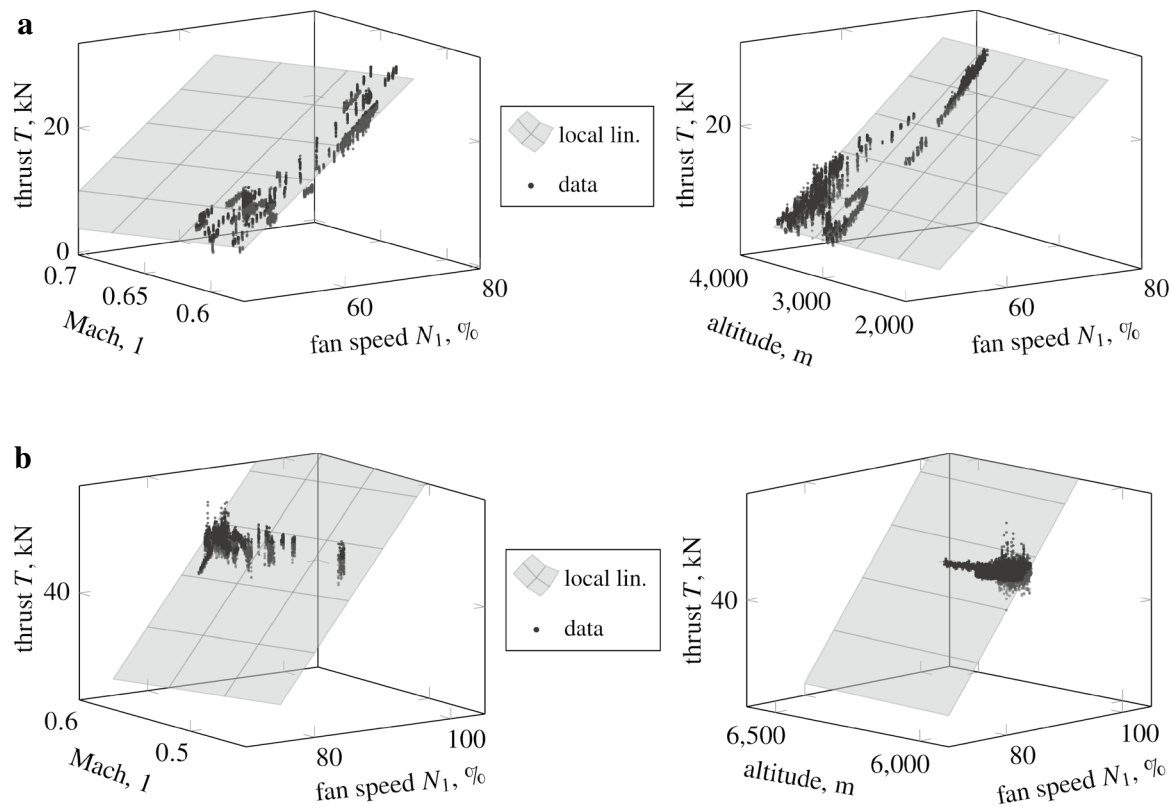 a
thrust T, kN
20
0
0.7
0.65
0.6
Mach, 1
60
80
fan speed N1, %
local lin.
data
thrust T, kN
20
4,000
3,000
2,000
altitude, m
60
80
fan speed N1, %
b
thrust T, kN
40
0.6
0.5
Mach, 1
80
100
fan speed N1, %
local lin.
data
thrust T, kN
40
6,500
6,000
altitude, m
80
100
fan speed N1, %